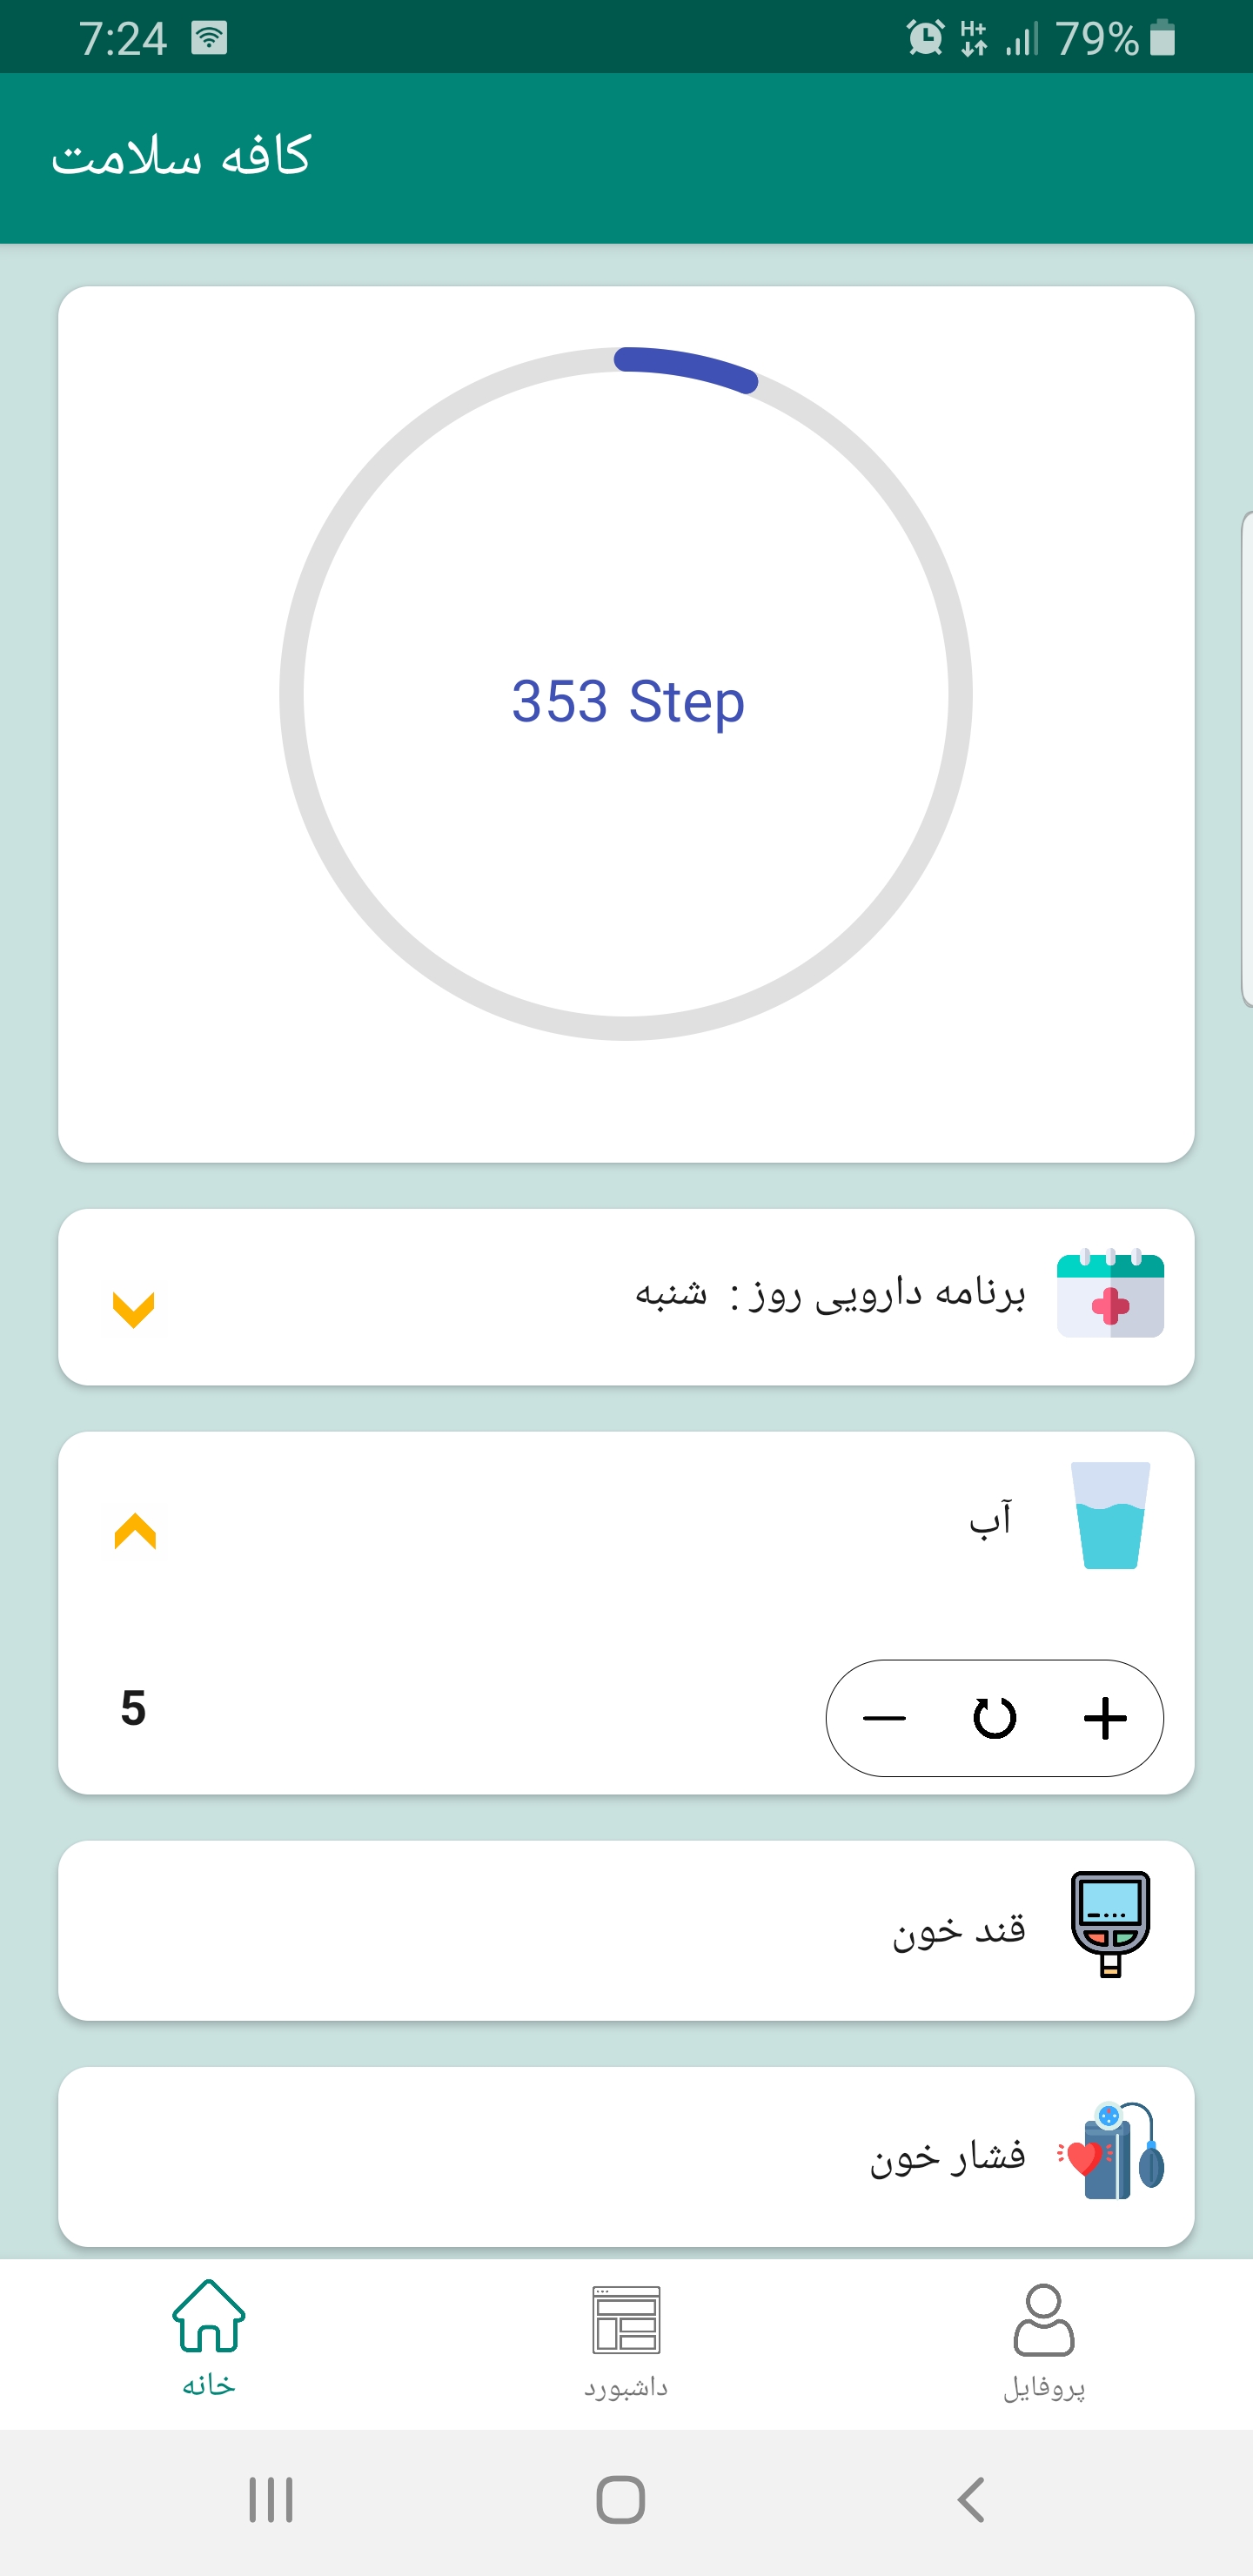 7:24 H+ 79%
کافه سلامت
353 Step
برنامه دارویی روز : شنبه
آب
5
قند خون
فشار خون
خانه داشبورد پروفایل